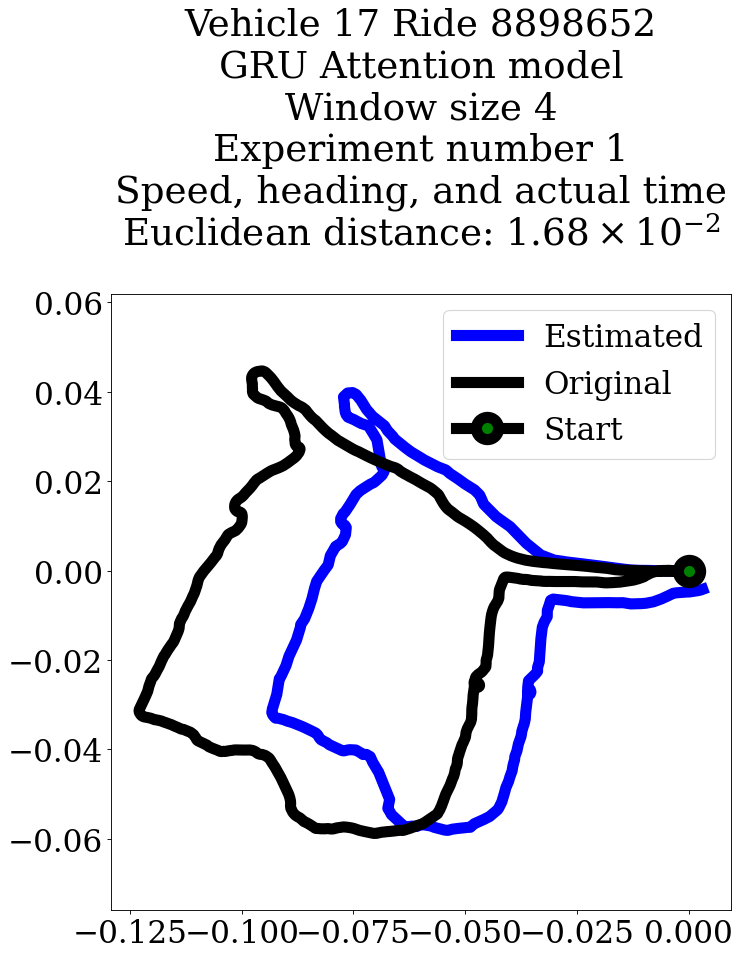 Vehicle 17 Ride 8898652
GRU Attention model
Window size 4
Experiment number 1
Speed, heading, and actual time
Euclidean distance: 1.68 × 10⁻²
Estimated
Original
Start
0.06
0.04
0.02
0.00
−0.02
−0.04
−0.06
−0.125 −0.100 −0.075 −0.050 −0.025 0.000